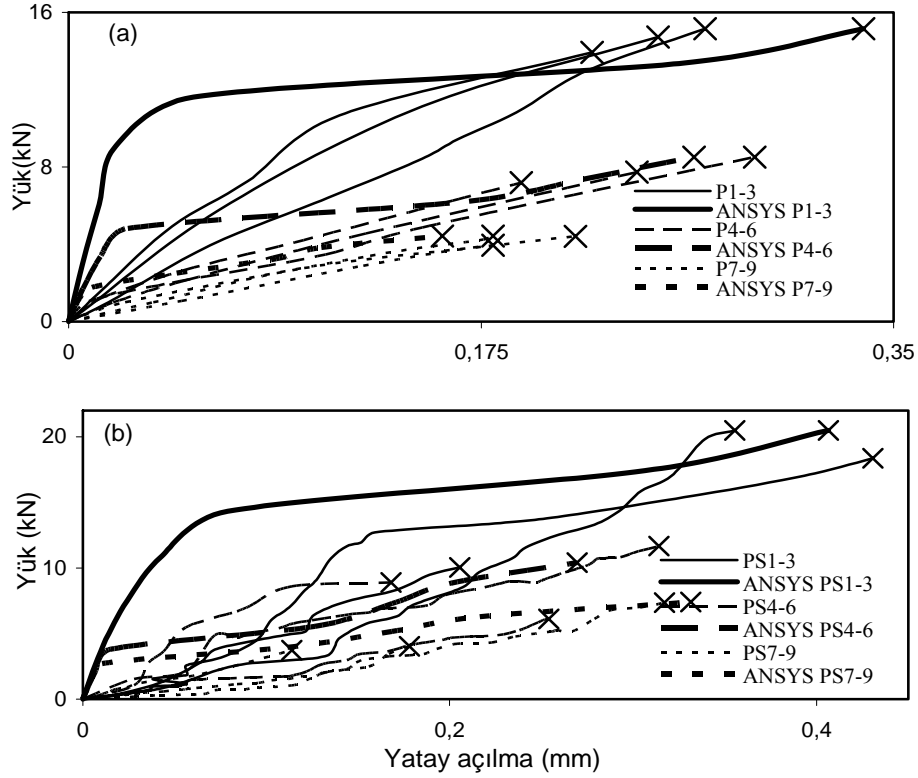 16
(a)
Yük(kN)
8
P1-3
ANSYS P1-3
P4-6
ANSYS P4-6
P7-9
ANSYS P7-9
0
0
0,175
0,35
(b)
20
Yük (kN)
10
PS1-3
ANSYS PS1-3
PS4-6
ANSYS PS4-6
PS7-9
ANSYS PS7-9
0
0
0,2
0,4
Yatay açılma (mm)